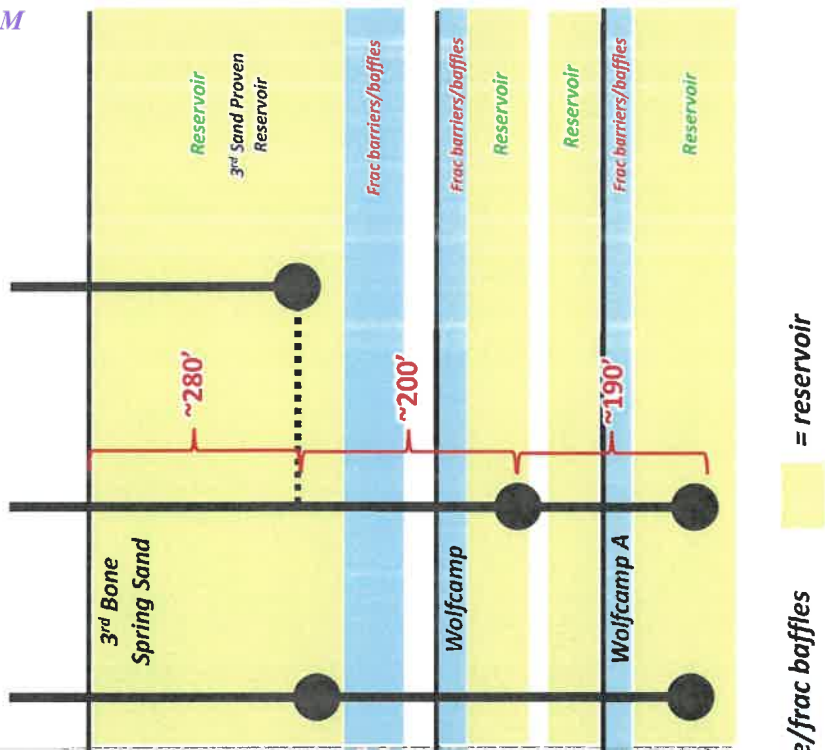 M
Reservoir
3rd Sand Proven
Reservoir
Frac barriers/baffles
Frac barriers/baffles
Reservoir
Reservoir
Frac barriers/baffles
Reservoir
~280'
~200'
~190'
3rd Bone
Spring Sand
Wolfcamp
Wolfcamp A
= reservoir
/frac baffles